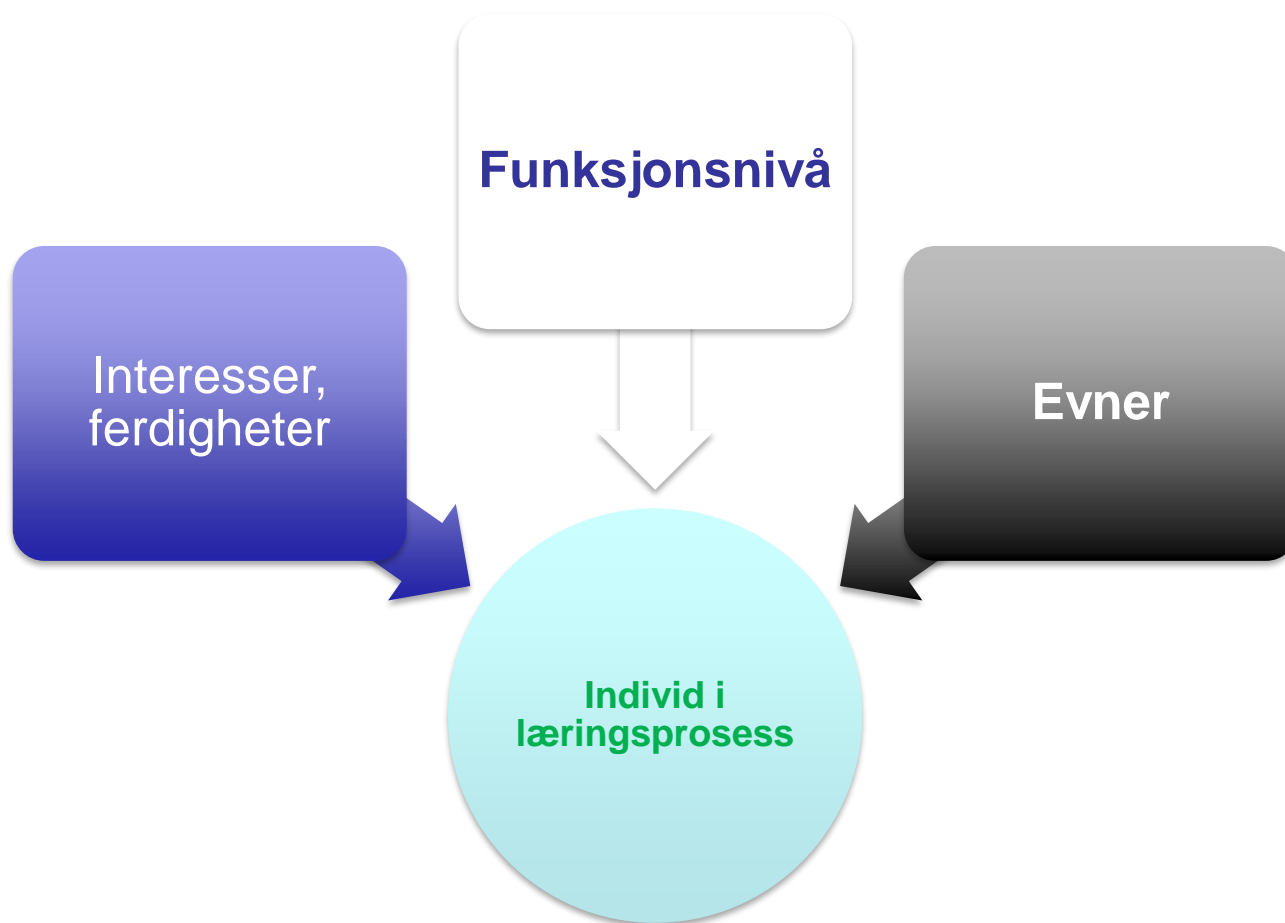 Funksjonsnivå
Interesser,
ferdigheter
Evner
Individ i
læringsprosess